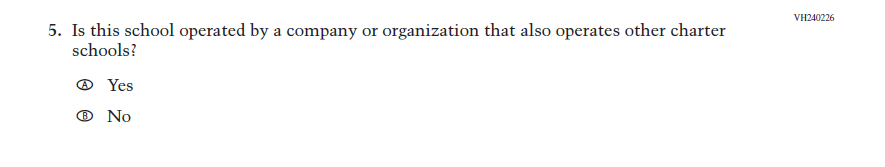 VH240226
5. Is this school operated by a company or organization that also operates other charter
schools?
Ⓐ Yes
Ⓑ No